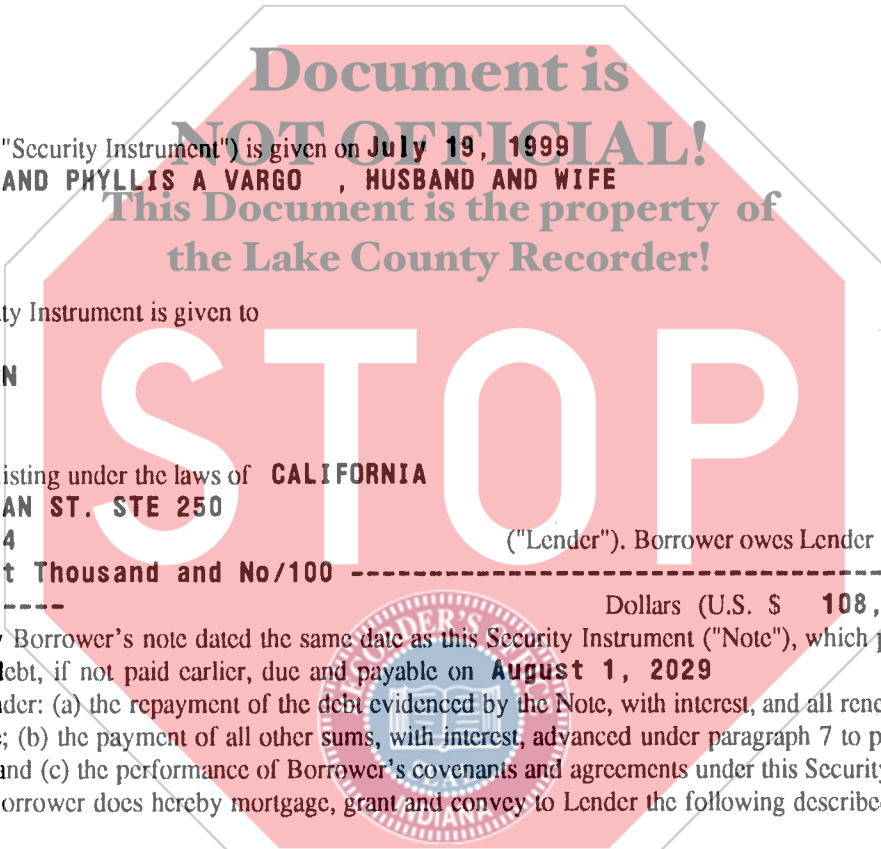 Document is
NOT OFFICIAL!
"Security Instrument") is given on July 19, 1999
AND PHYLLIS A VARGO , HUSBAND AND WIFE
This Document is the property of
the Lake County Recorder!
ty Instrument is given to
N
STOP
isting under the laws of CALIFORNIA
AN ST. STE 250
4 ("Lender"). Borrower owes Lender
t Thousand and No/100 ------------------------------------
---- Dollars (U.S. $ 108,
Borrower's note dated the same date as this Security Instrument ("Note"), which p
debt, if not paid earlier, due and payable on August 1, 2029
nder: (a) the repayment of the debt evidenced by the Note, with interest, and all rene
; (b) the payment of all other sums, with interest, advanced under paragraph 7 to p
and (c) the performance of Borrower's covenants and agreements under this Security
orrower does hereby mortgage, grant and convey to Lender the following described
INDIANA